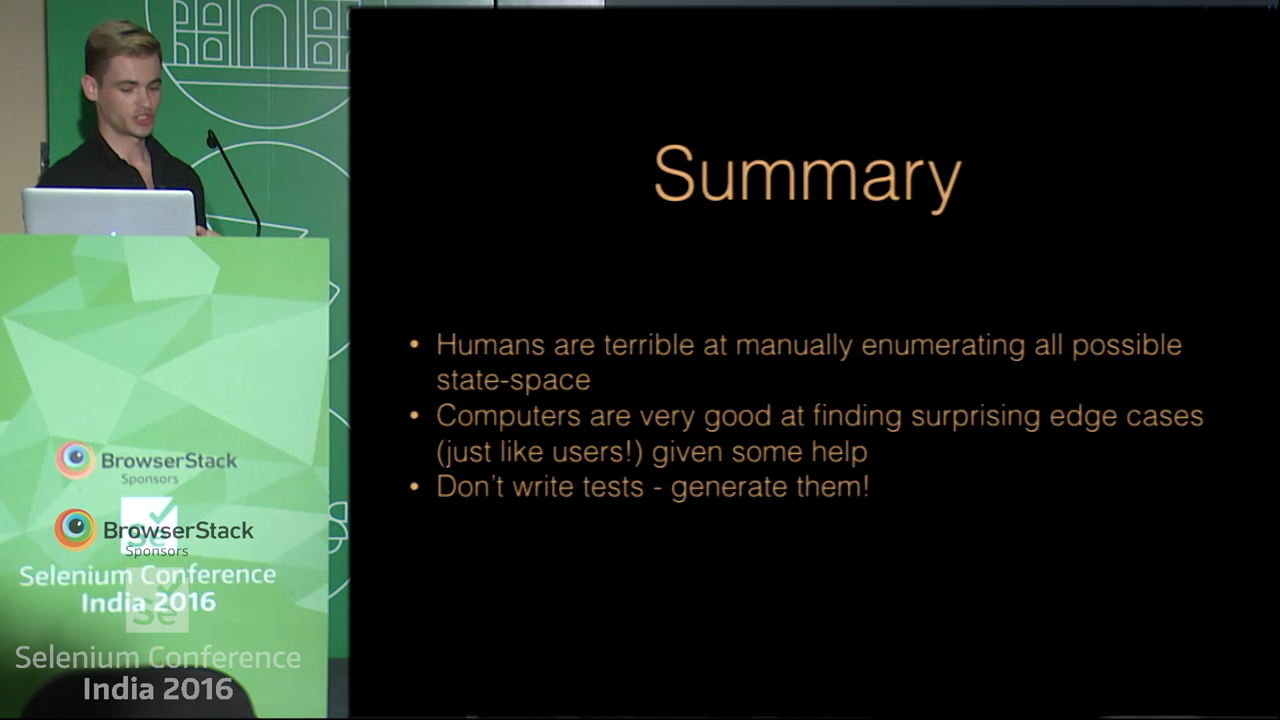 Summary
• Humans are terrible at manually enumerating all possible
state-space
• Computers are very good at finding surprising edge cases
(just like users!) given some help
• Don't write tests - generate them!
BrowserStack
Sponsors
BrowserStack
Sponsors
Se
Selenium Conference
India 2016
Se
Selenium Conference
India 2016